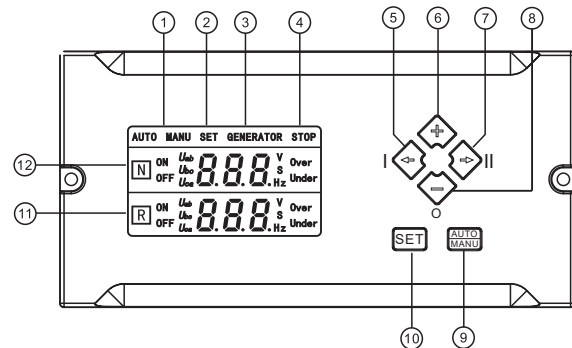 ① ② ③ ④ ⑤ ⑥ ⑦ ⑧
AUTO MANU SET GENERATOR STOP
⑫ N ON OFF Uab Ubc Uca 8.8.8. V S Hz Over Under
⑪ R ON OFF Uab Ubc Uca 8.8.8. V S Hz Over Under
+
I ⇦ ⇨ II
−
O
SET AUTO MANU
⑩ ⑨